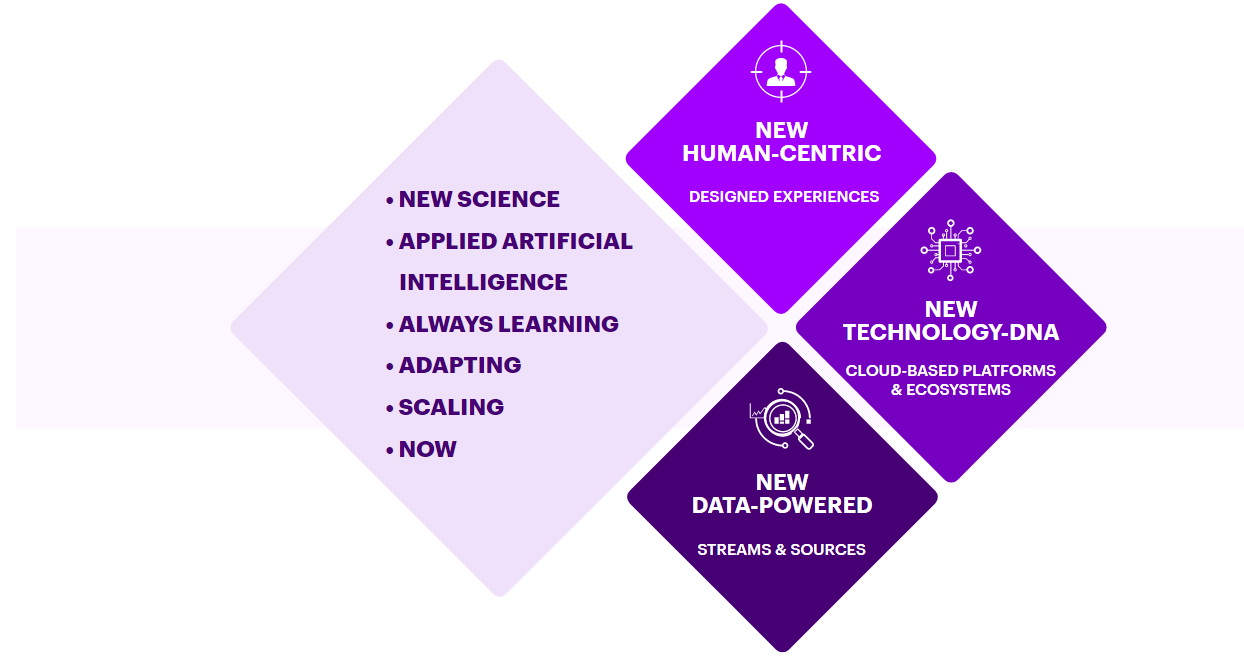 • NEW SCIENCE
• APPLIED ARTIFICIAL
INTELLIGENCE
• ALWAYS LEARNING
• ADAPTING
• SCALING
• NOW
NEW
HUMAN-CENTRIC
DESIGNED EXPERIENCES
NEW
TECHNOLOGY-DNA
CLOUD-BASED PLATFORMS
& ECOSYSTEMS
NEW
DATA-POWERED
STREAMS & SOURCES